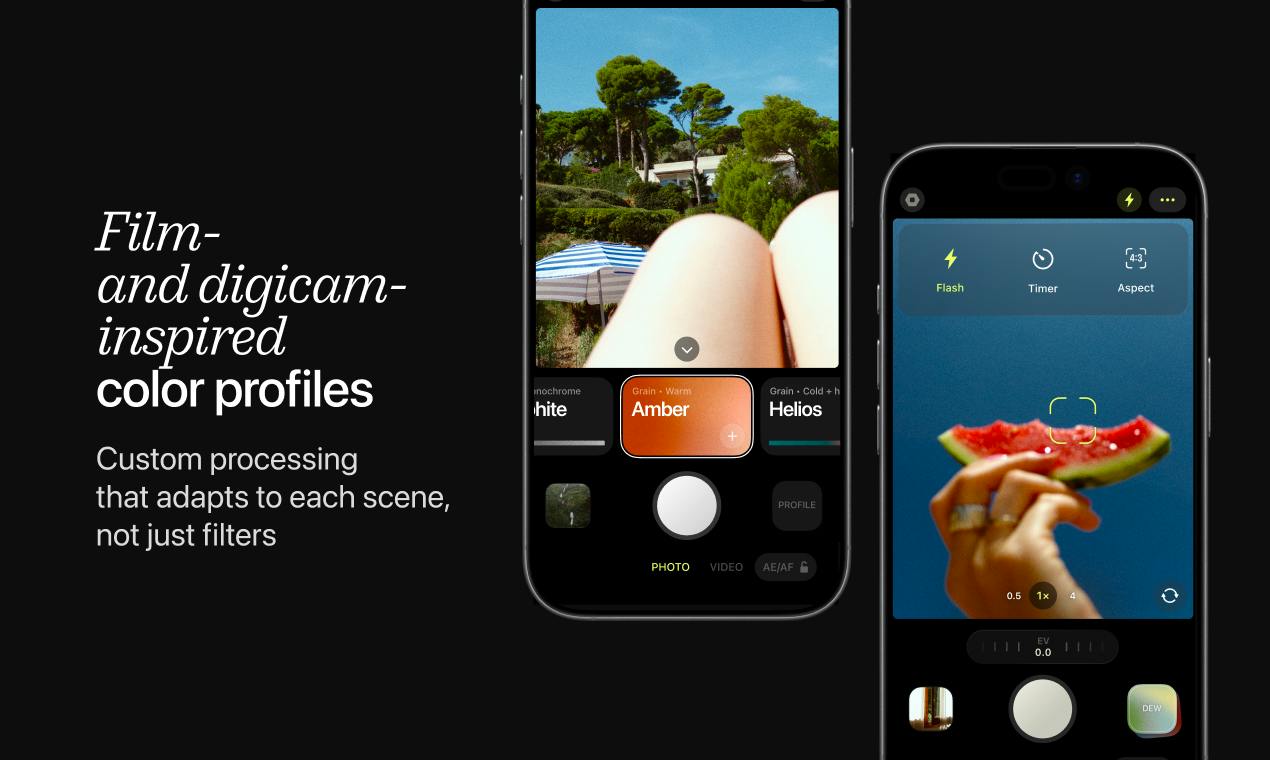 Film-
and digicam-
inspired
color profiles
Custom processing
that adapts to each scene,
not just filters
Grain • Warm
Amber
+
Grain • Cold + h
Helios
PROFILE
PHOTO VIDEO AE/AF
Flash Timer Aspect
4:3
0.5 1× 4
EV
0.0
DEW